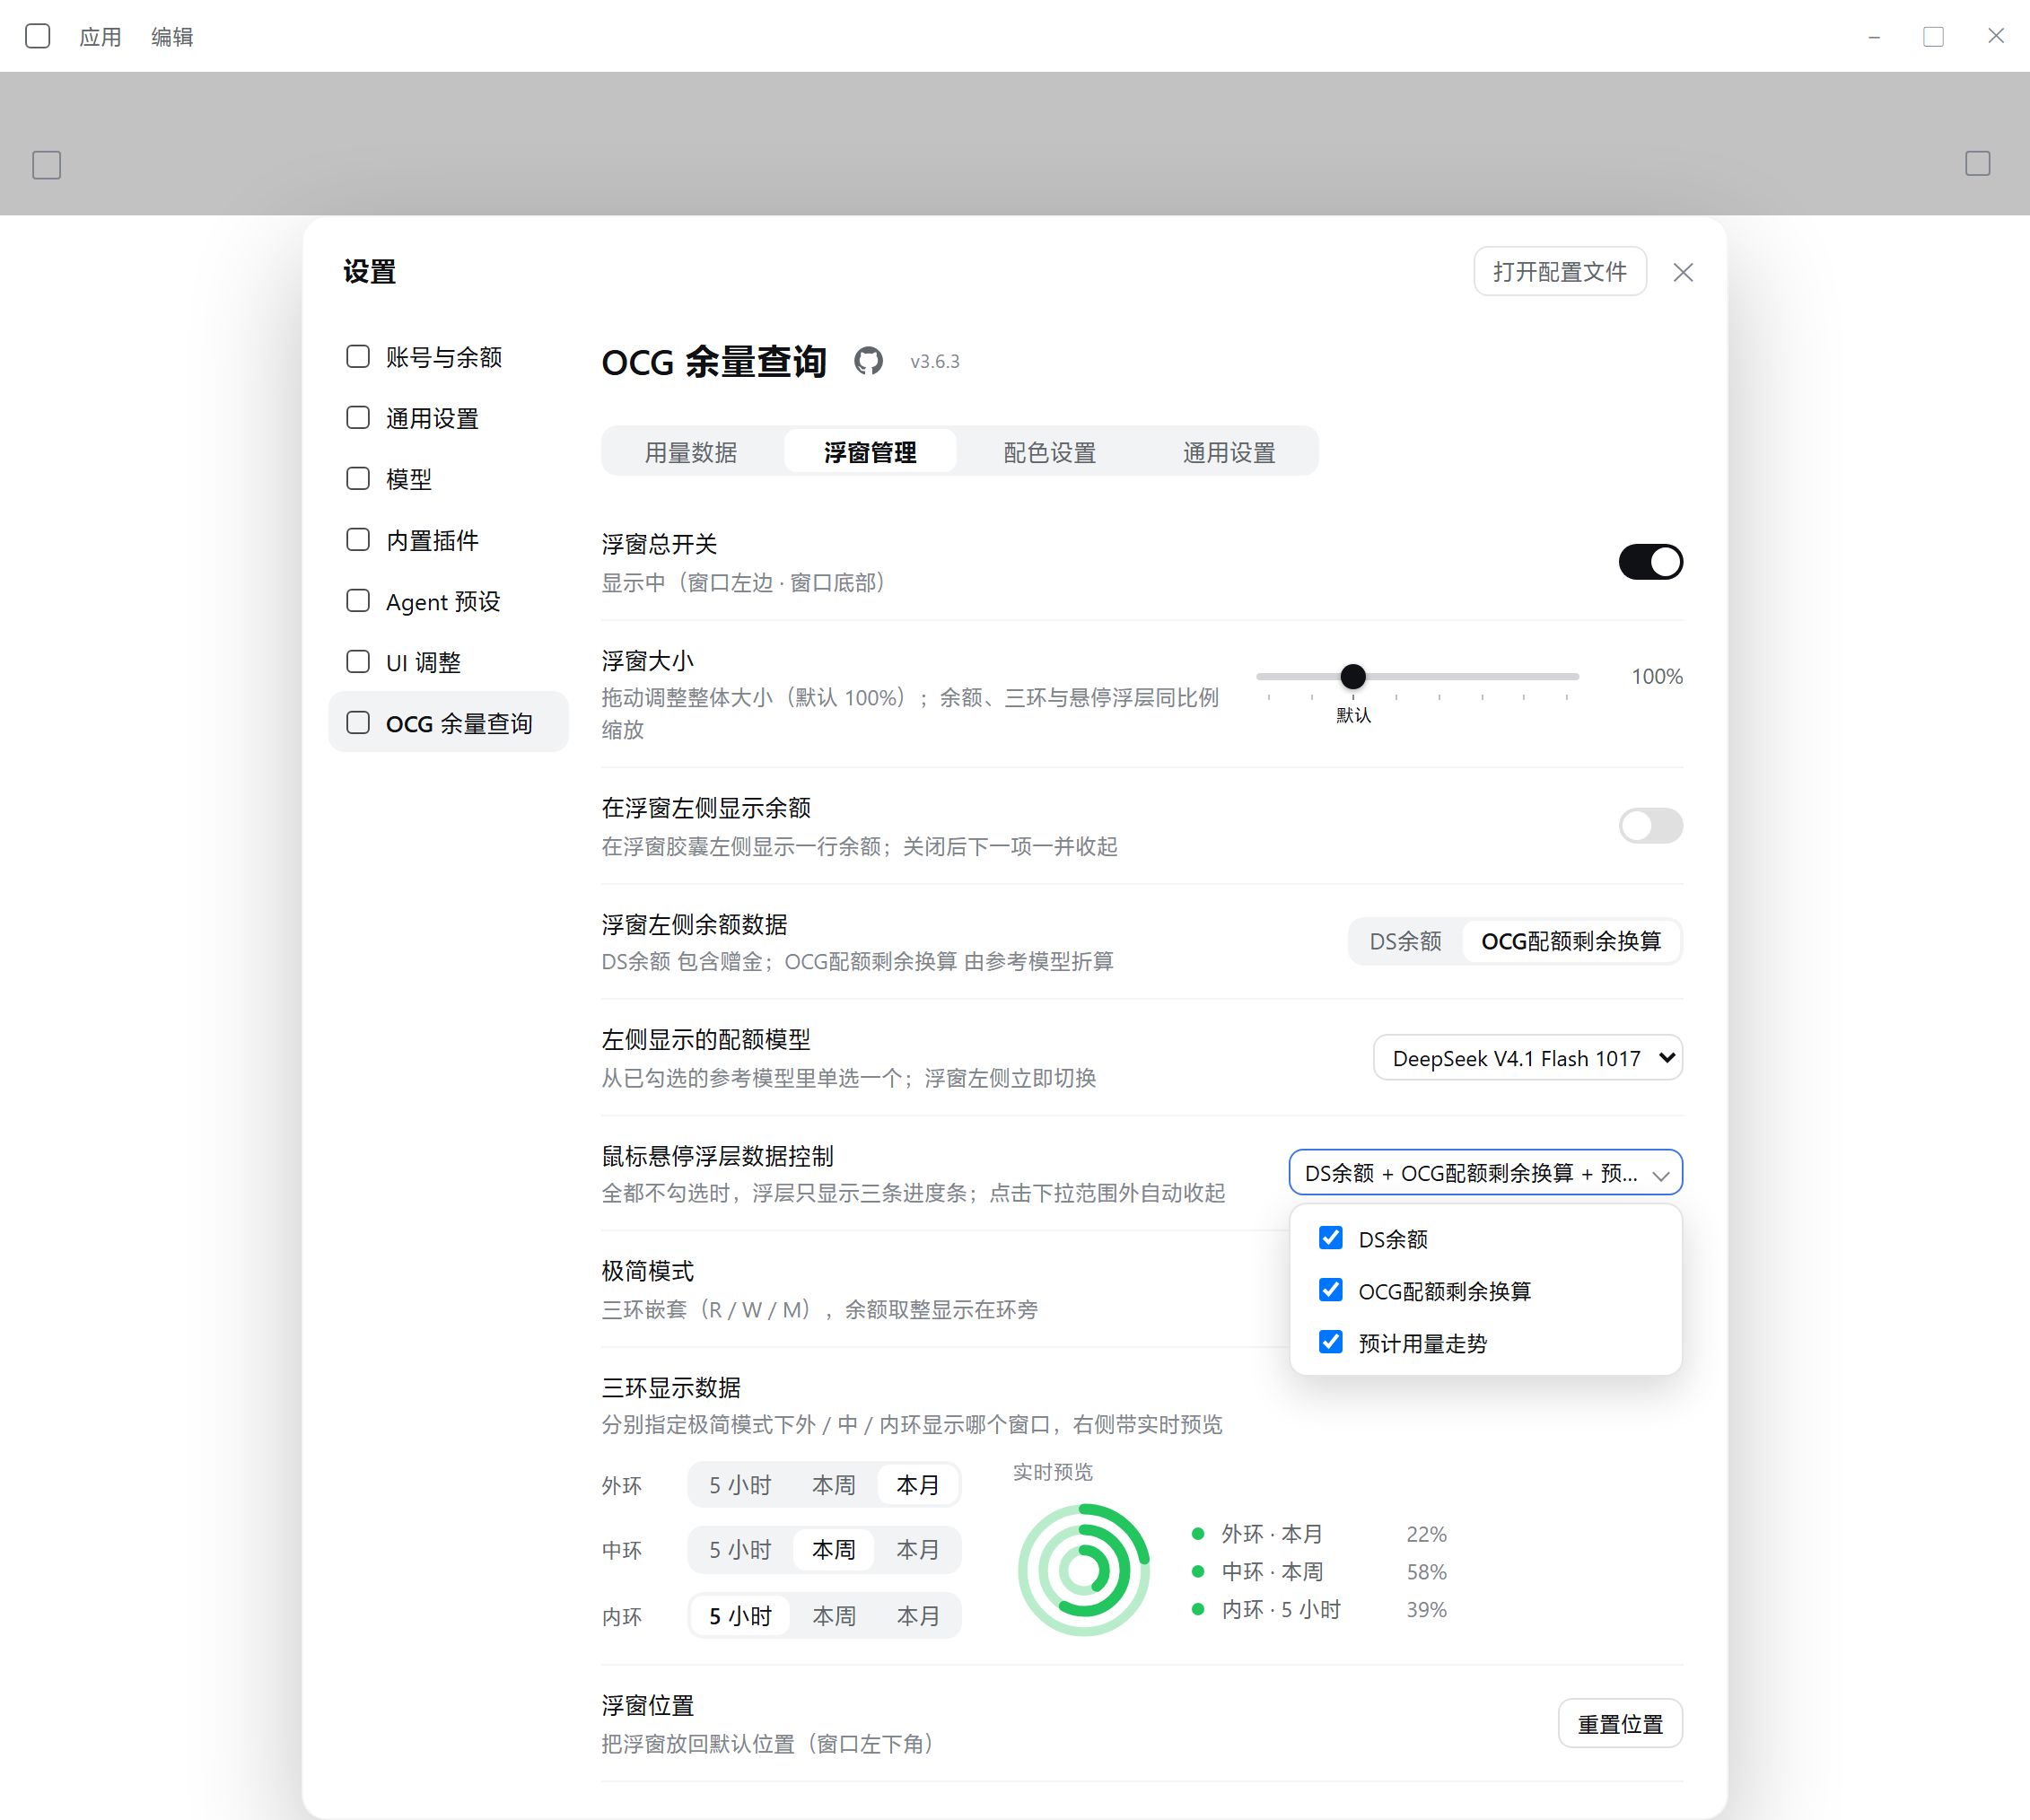 应用 编辑
设置
打开配置文件
账号与余额
通用设置
模型
内置插件
Agent 预设
UI 调整
OCG 余量查询
OCG 余量查询 v3.6.3
用量数据 浮窗管理 配色设置 通用设置
浮窗总开关
显示中（窗口左边 · 窗口底部）
浮窗大小
拖动调整整体大小（默认 100%）；余额、三环与悬停浮层同比例
缩放
100%
默认
在浮窗左侧显示余额
在浮窗胶囊左侧显示一行余额；关闭后下一项一并收起
浮窗左侧余额数据
DS余额 包含赠金；OCG配额剩余换算 由参考模型折算
DS余额 OCG配额剩余换算
左侧显示的配额模型
从已勾选的参考模型里单选一个；浮窗左侧立即切换
DeepSeek V4.1 Flash 1017
鼠标悬停浮层数据控制
全都不勾选时，浮层只显示三条进度条；点击下拉范围外自动收起
DS余额 + OCG配额剩余换算 + 预...
DS余额
OCG配额剩余换算
预计用量走势
极简模式
三环嵌套（R / W / M），余额取整显示在环旁
三环显示数据
分别指定极简模式下外 / 中 / 内环显示哪个窗口，右侧带实时预览
外环 5 小时 本周 本月
中环 5 小时 本周 本月
内环 5 小时 本周 本月
实时预览
外环 · 本月 22%
中环 · 本周 58%
内环 · 5 小时 39%
浮窗位置
把浮窗放回默认位置（窗口左下角）
重置位置